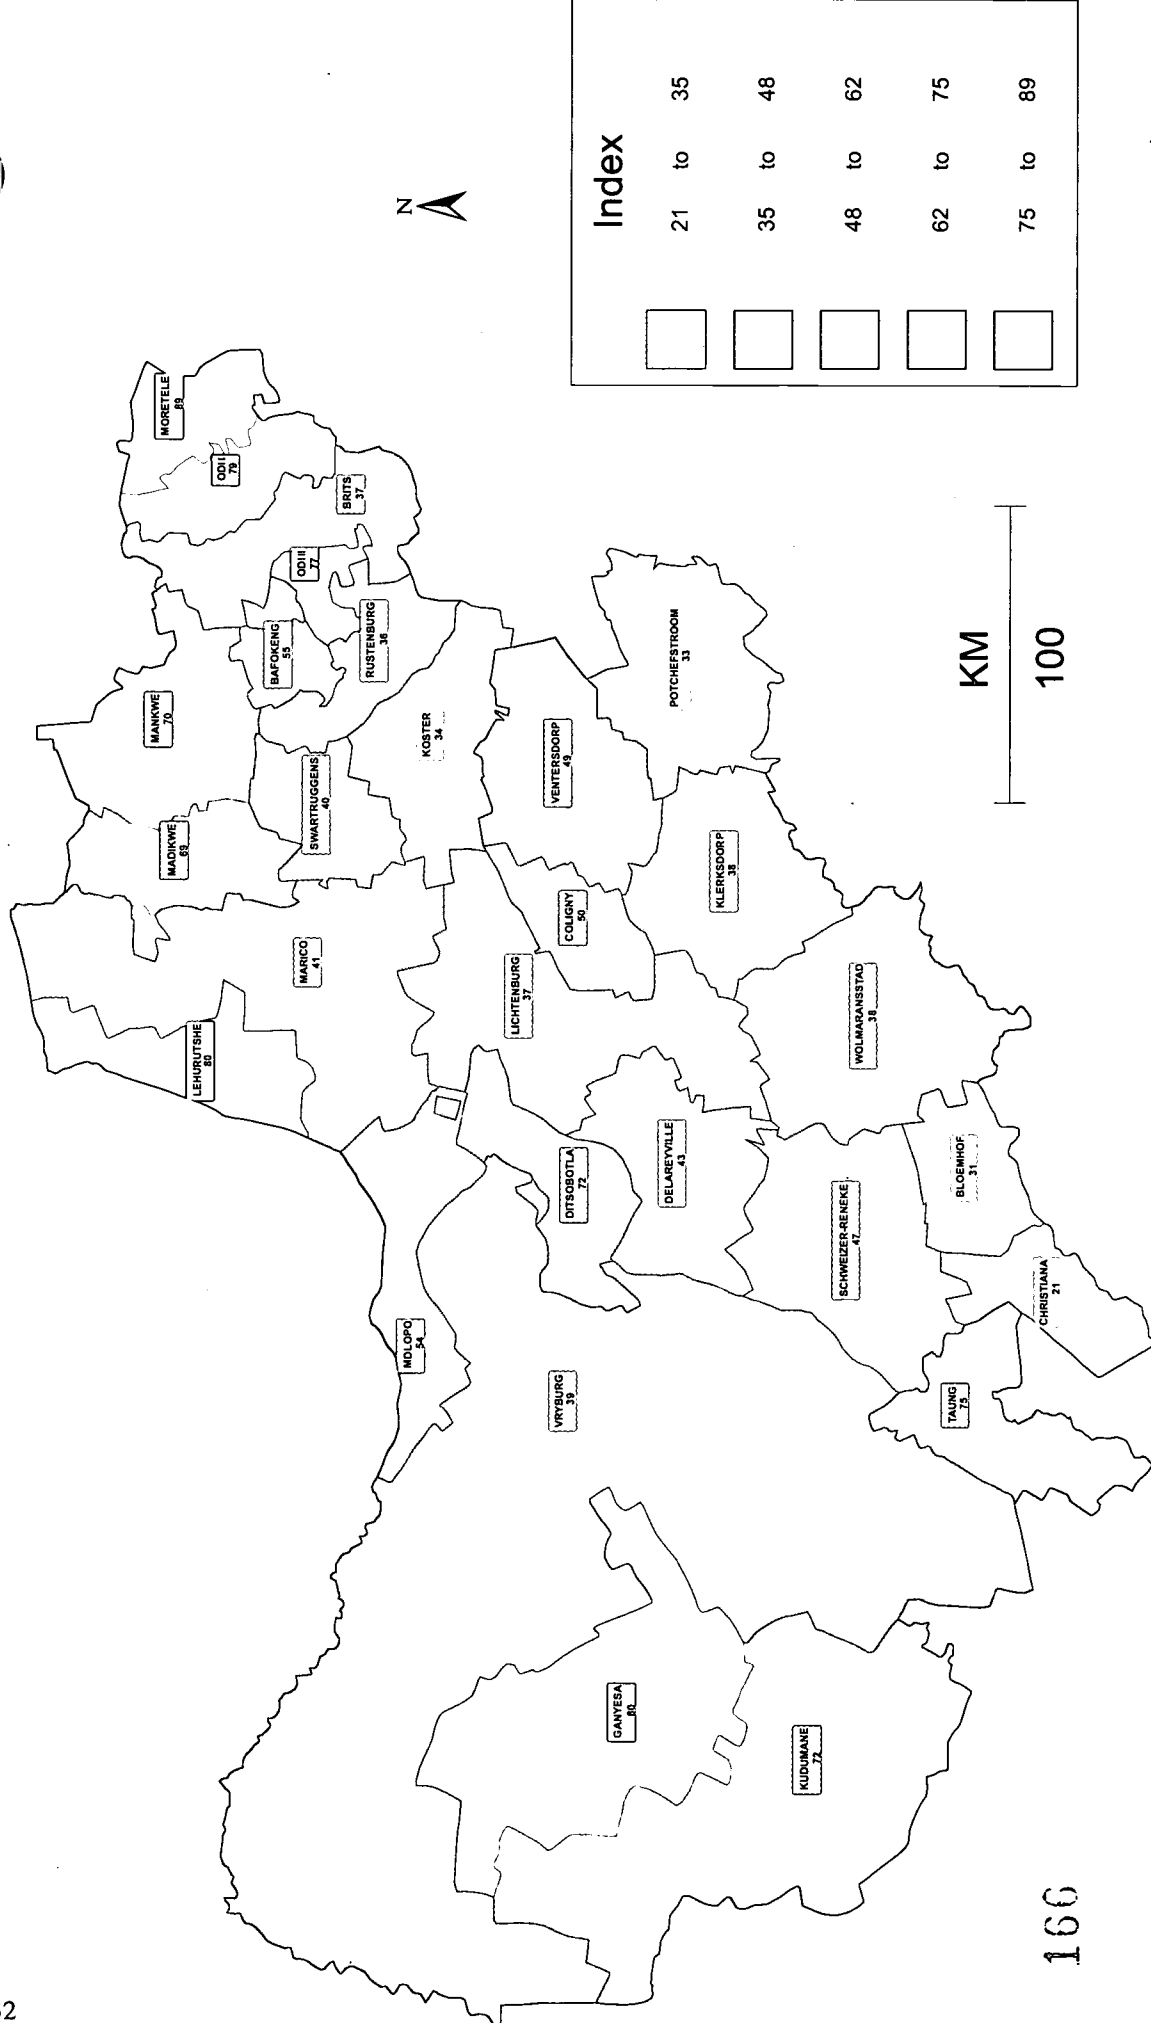 MORETELE
89
ODI I
79
BRITS
37
ODI II
77
BAFOKENG
55
RUSTENBURG
36
MANKWE
70
KOSTER
34
SWARTRUGGENS
40
MADIKWE
69
MARICO
41
LEHURUTSHE
80
VENTERSDORP
49
POTCHEFSTROOM
33
COLIGNY
50
KLERKSDORP
38
LICHTENBURG
37
WOLMARANSSTAD
38
DITSOBOTLA
72
DELAREYVILLE
43
SCHWEIZER-RENEKE
47
BLOEMHOF
31
CHRISTIANA
21
MOLOPO
54
VRYBURG
39
TAUNG
75
GANYESA
KUDUMANE
72
N
Index
21 to 35
35 to 48
48 to 62
62 to 75
75 to 89
KM
100
166